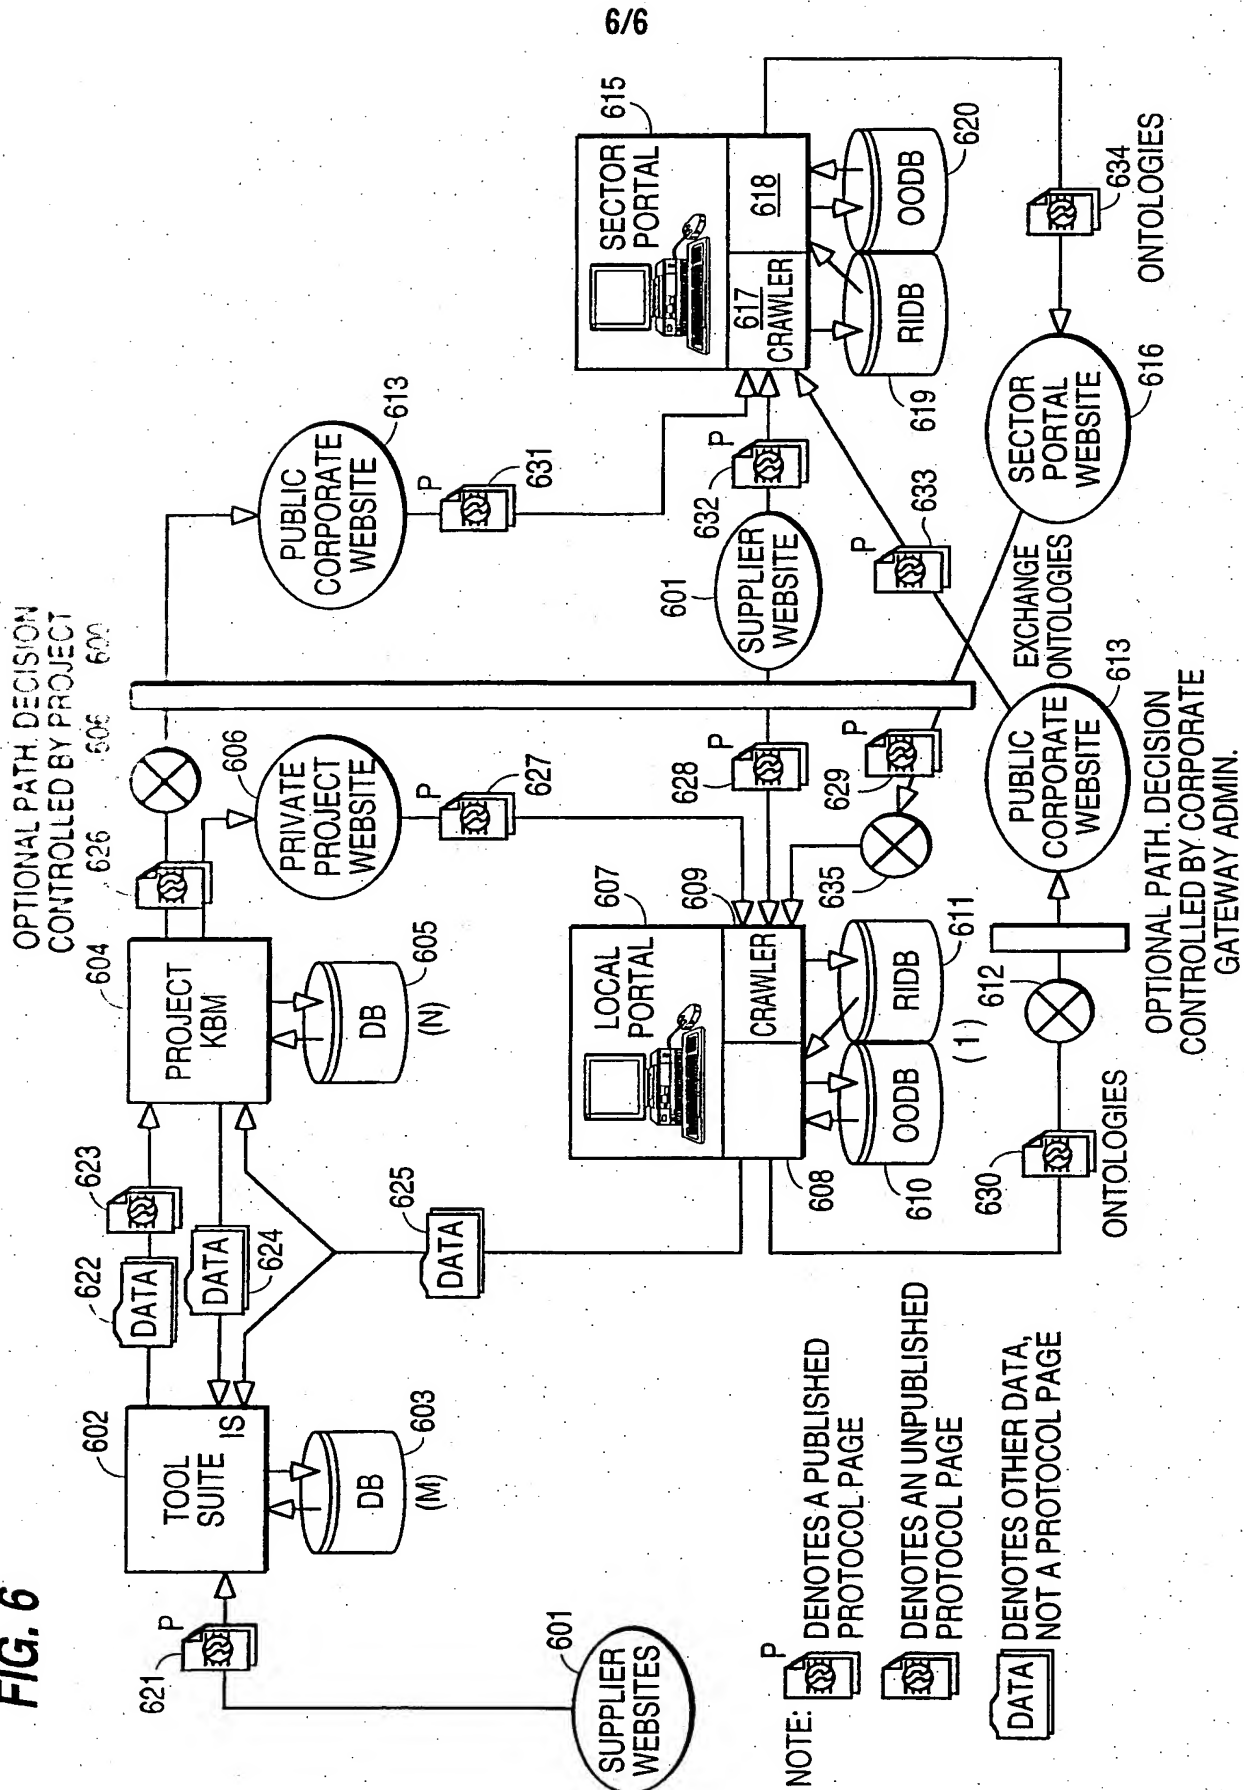 9/9
FIG. 6
OPTIONAL PATH. DECISION
CONTROLLED BY PROJECT
621
P
SUPPLIER
WEBSITES
601
602
TOOL
SUITE
IS
DB
603
(M)
622
DATA
623
DATA
624
625
DATA
604
PROJECT
KBM
DB
605
(N)
626
606
PRIVATE
PROJECT
WEBSITE
P
627
PUBLIC
CORPORATE
WEBSITE
613
P
631
607
LOCAL
PORTAL
609
CRAWLER
608
OODB
610
RIDB
611
(1)
P
628
P
629
635
601
SUPPLIER
WEBSITE
P
632
615
SECTOR
PORTAL
617
CRAWLER
618
RIDB
619
OODB
620
P
633
634
ONTOLOGIES
SECTOR
PORTAL
WEBSITE
616
EXCHANGE
ONTOLOGIES
PUBLIC
CORPORATE
WEBSITE
613
612
630
ONTOLOGIES
OPTIONAL PATH. DECISION
CONTROLLED BY CORPORATE
GATEWAY ADMIN.
NOTE:
P
DENOTES A PUBLISHED
PROTOCOL PAGE
DENOTES AN UNPUBLISHED
PROTOCOL PAGE
DATA
DENOTES OTHER DATA,
NOT A PROTOCOL PAGE